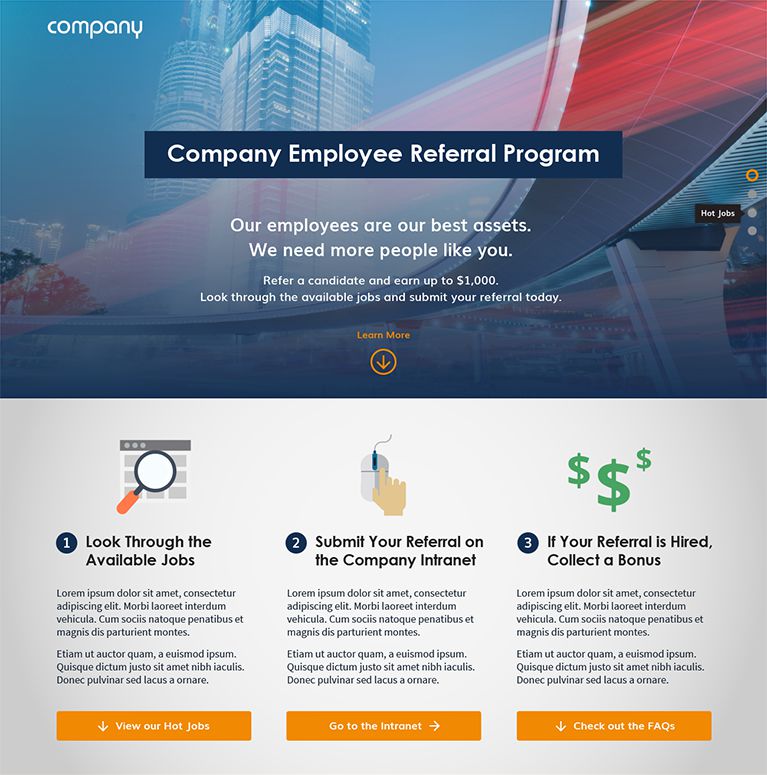 company
Company Employee Referral Program
Our employees are our best assets.
We need more people like you.
Hot Jobs
Refer a candidate and earn up to $1,000.
Look through the available jobs and submit your referral today.
Learn More
$ $ $
1 Look Through the
Available Jobs
Lorem ipsum dolor sit amet, consectetur
adipiscing elit. Morbi laoreet interdum
vehicula. Cum sociis natoque penatibus et
magnis dis parturient montes.
Etiam ut auctor quam, a euismod ipsum.
Quisque dictum justo sit amet nibh iaculis.
Donec pulvinar sed lacus a ornare.
View our Hot Jobs
2 Submit Your Referral on
the Company Intranet
Lorem ipsum dolor sit amet, consectetur
adipiscing elit. Morbi laoreet interdum
vehicula. Cum sociis natoque penatibus et
magnis dis parturient montes.
Etiam ut auctor quam, a euismod ipsum.
Quisque dictum justo sit amet nibh iaculis.
Donec pulvinar sed lacus a ornare.
Go to the Intranet
3 If Your Referral is Hired,
Collect a Bonus
Lorem ipsum dolor sit amet, consectetur
adipiscing elit. Morbi laoreet interdum
vehicula. Cum sociis natoque penatibus et
magnis dis parturient montes.
Etiam ut auctor quam, a euismod ipsum.
Quisque dictum justo sit amet nibh iaculis.
Donec pulvinar sed lacus a ornare.
Check out the FAQs